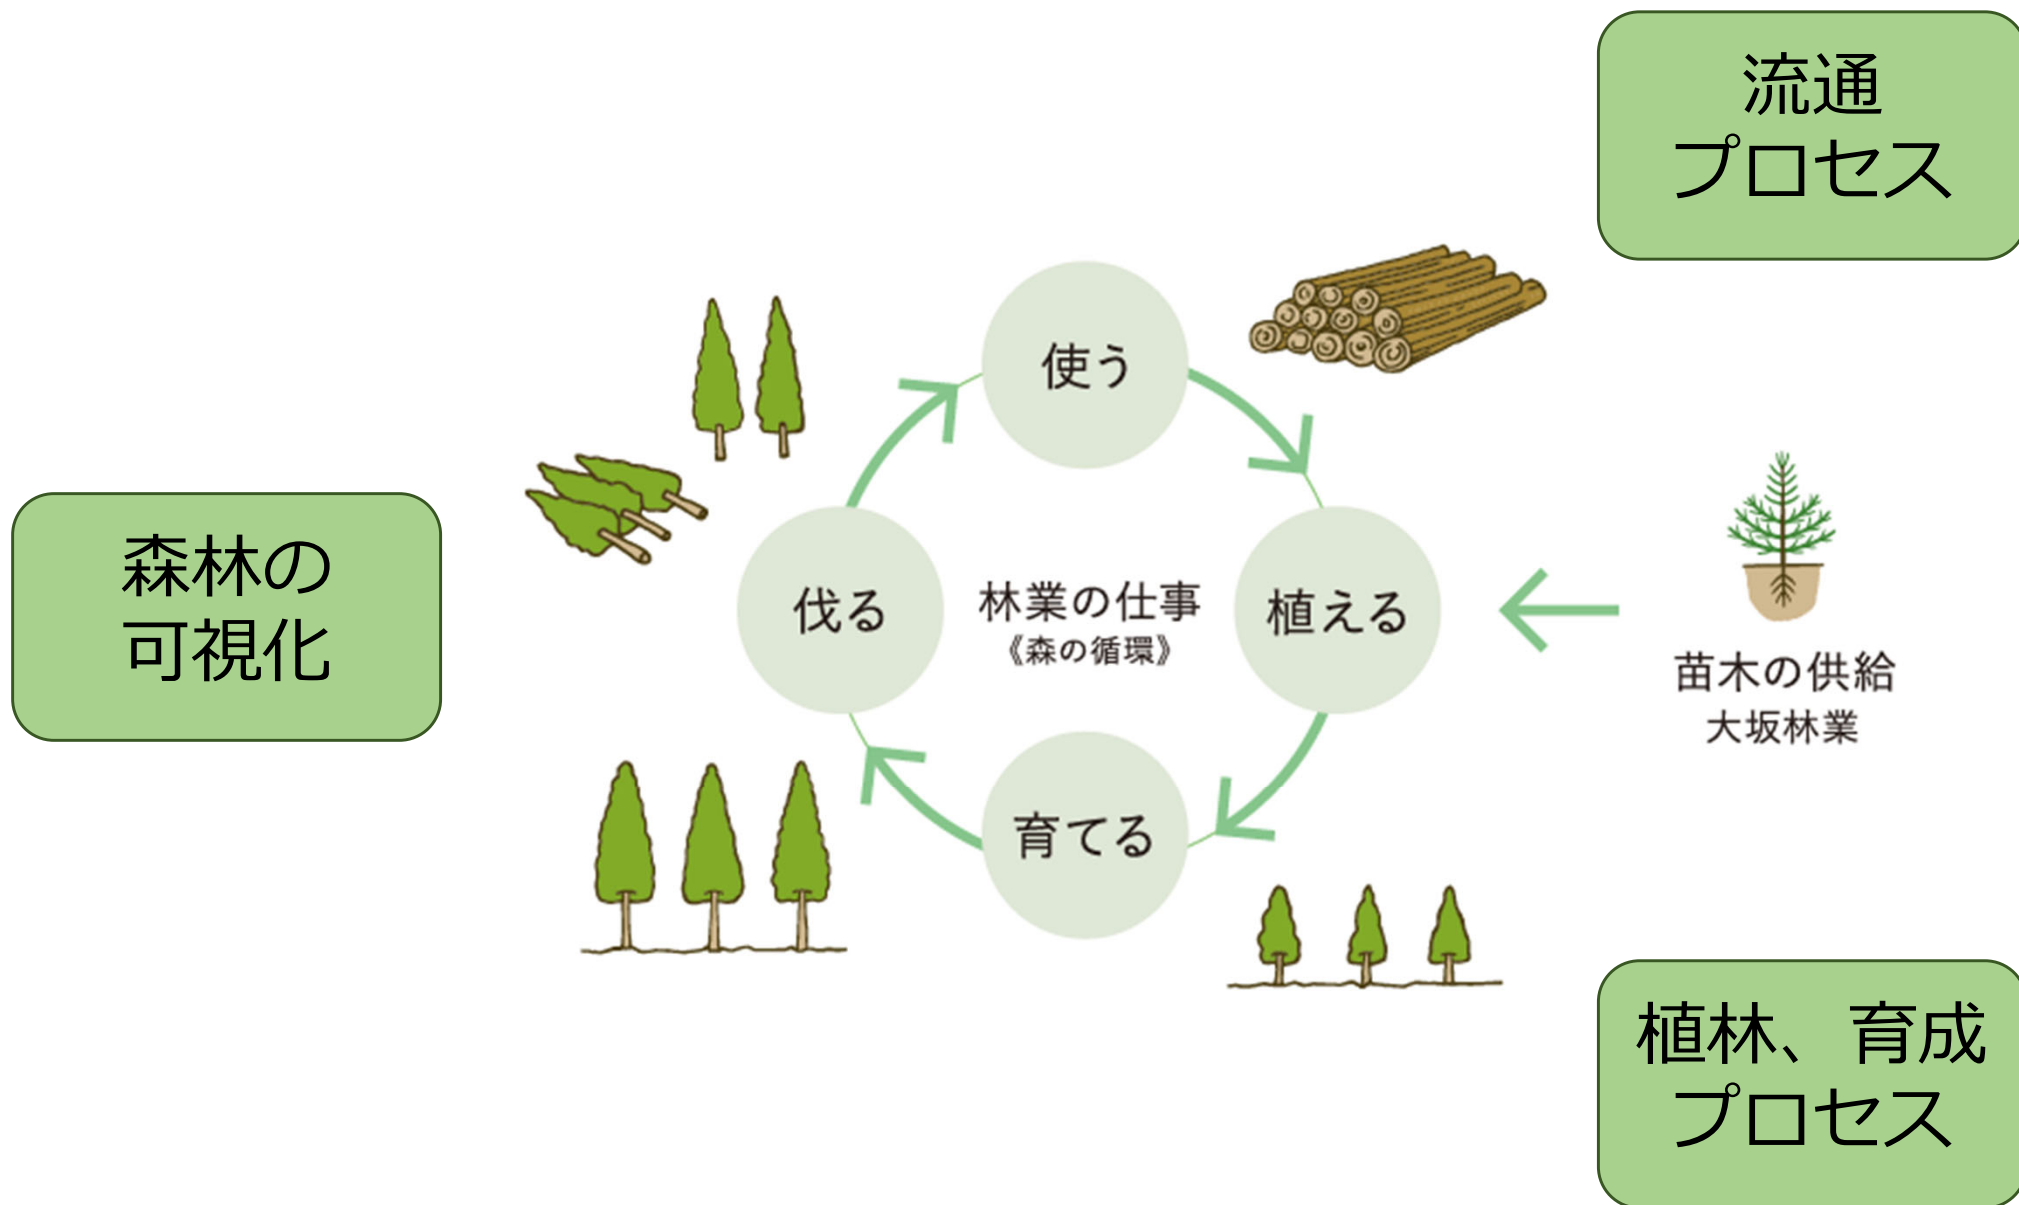 流通
プロセス
使う
森林の
可視化
伐る
林業の仕事
《森の循環》
植える
苗木の供給
大坂林業
育てる
植林、育成
プロセス